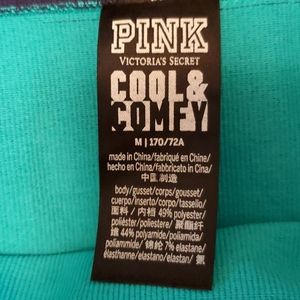 PINK
VICTORIA'S SECRET
COOL&
COMFY
M | 170/72A
made in China/fabriqué en Chine/
hecho en China/fabbricato in Cina/
中国 制造
body/gusset/corps/gousset/
cuerpo/inserto/corpo/tassello/
面料 / 内裆 49% polyester/
poliéster/poliestere/ 聚酯纤
维 44% polyamide/poliamida/
poliammide/ 锦纶 7% elastane/
élasthanne/elastano/elastan/ 氨